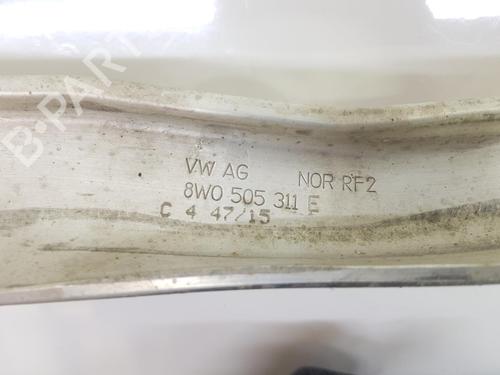 B-PARTS
VW AG NOR RF2
8W0 505 311 E
C 4 47/15